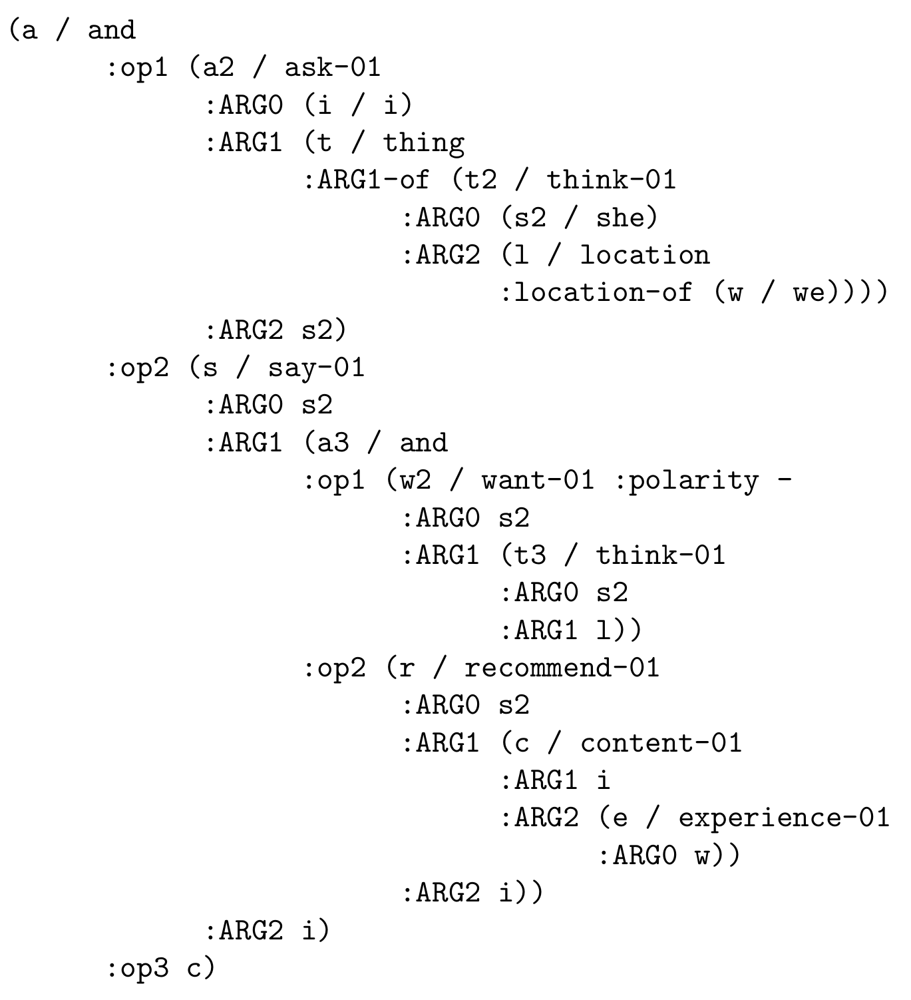 (a / and
:op1 (a2 / ask-01
:ARG0 (i / i)
:ARG1 (t / thing
:ARG1-of (t2 / think-01
:ARG0 (s2 / she)
:ARG2 (l / location
:location-of (w / we))))
:ARG2 s2)
:op2 (s / say-01
:ARG0 s2
:ARG1 (a3 / and
:op1 (w2 / want-01 :polarity -
:ARG0 s2
:ARG1 (t3 / think-01
:ARG0 s2
:ARG1 l))
:op2 (r / recommend-01
:ARG0 s2
:ARG1 (c / content-01
:ARG1 i
:ARG2 (e / experience-01
:ARG0 w))
:ARG2 i))
:ARG2 i)
:op3 c)